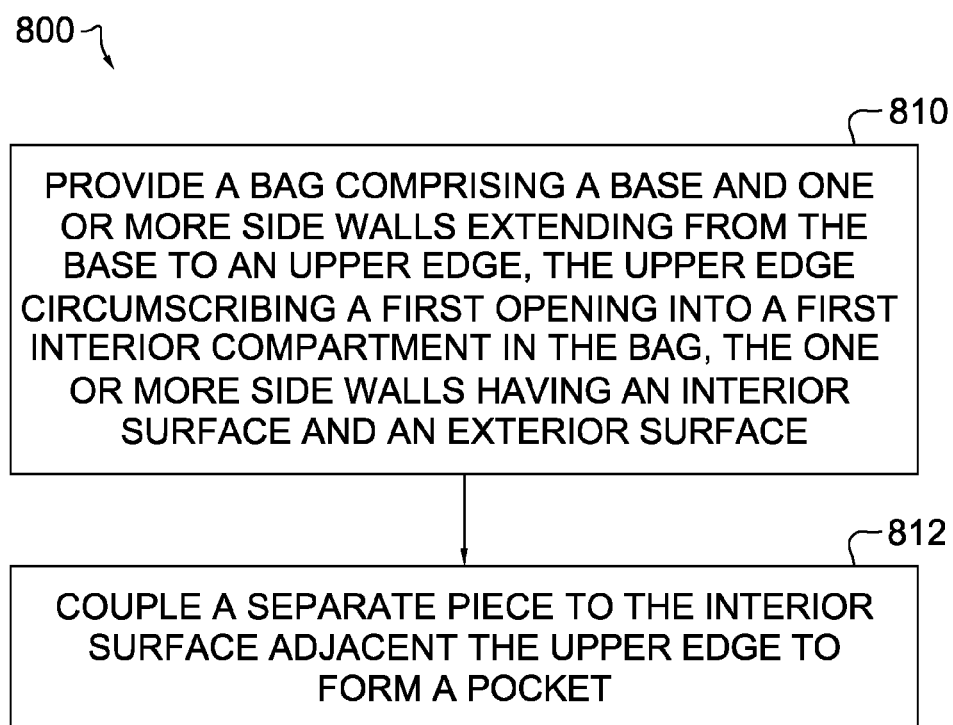 800
810
PROVIDE A BAG COMPRISING A BASE AND ONE
OR MORE SIDE WALLS EXTENDING FROM THE
BASE TO AN UPPER EDGE, THE UPPER EDGE
CIRCUMSCRIBING A FIRST OPENING INTO A FIRST
INTERIOR COMPARTMENT IN THE BAG, THE ONE
OR MORE SIDE WALLS HAVING AN INTERIOR
SURFACE AND AN EXTERIOR SURFACE
812
COUPLE A SEPARATE PIECE TO THE INTERIOR
SURFACE ADJACENT THE UPPER EDGE TO
FORM A POCKET